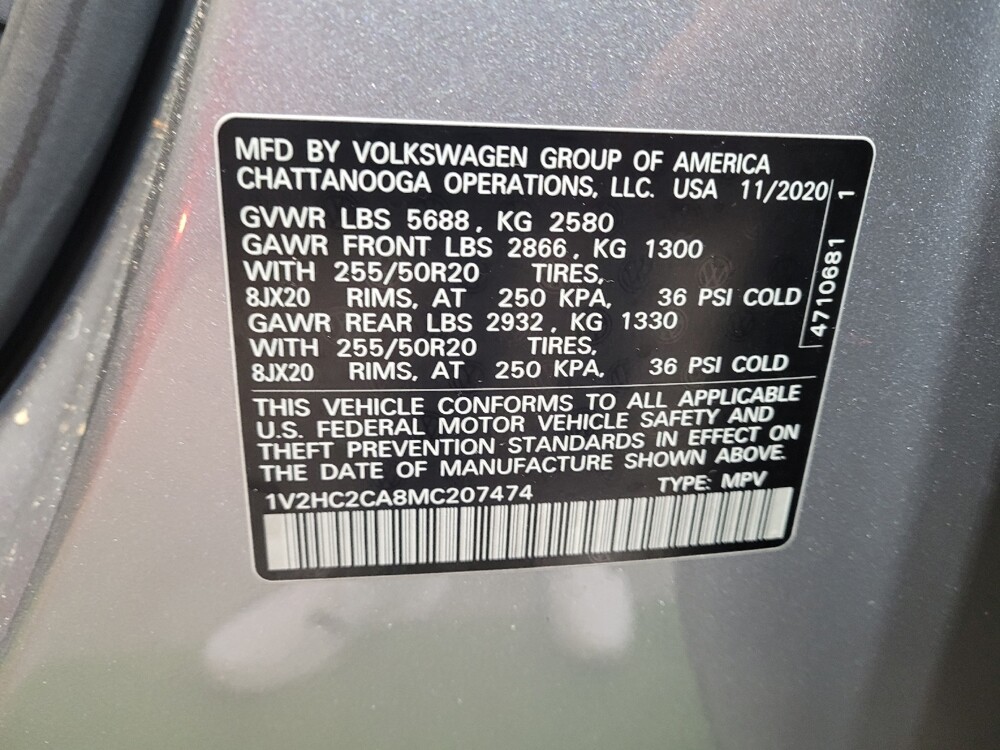 MFD BY VOLKSWAGEN GROUP OF AMERICA
CHATTANOOGA OPERATIONS, LLC. USA 11/2020
GVWR LBS 5688, KG 2580
GAWR FRONT LBS 2866, KG 1300
WITH 255/50R20 TIRES,
8JX20 RIMS, AT 250 KPA, 36 PSI COLD
GAWR REAR LBS 2932, KG 1330
WITH 255/50R20 TIRES,
8JX20 RIMS, AT 250 KPA, 36 PSI COLD
4710681 1
THIS VEHICLE CONFORMS TO ALL APPLICABLE
U.S. FEDERAL MOTOR VEHICLE SAFETY AND
THEFT PREVENTION STANDARDS IN EFFECT ON
THE DATE OF MANUFACTURE SHOWN ABOVE.
1V2HC2CA8MC207474 TYPE: MPV